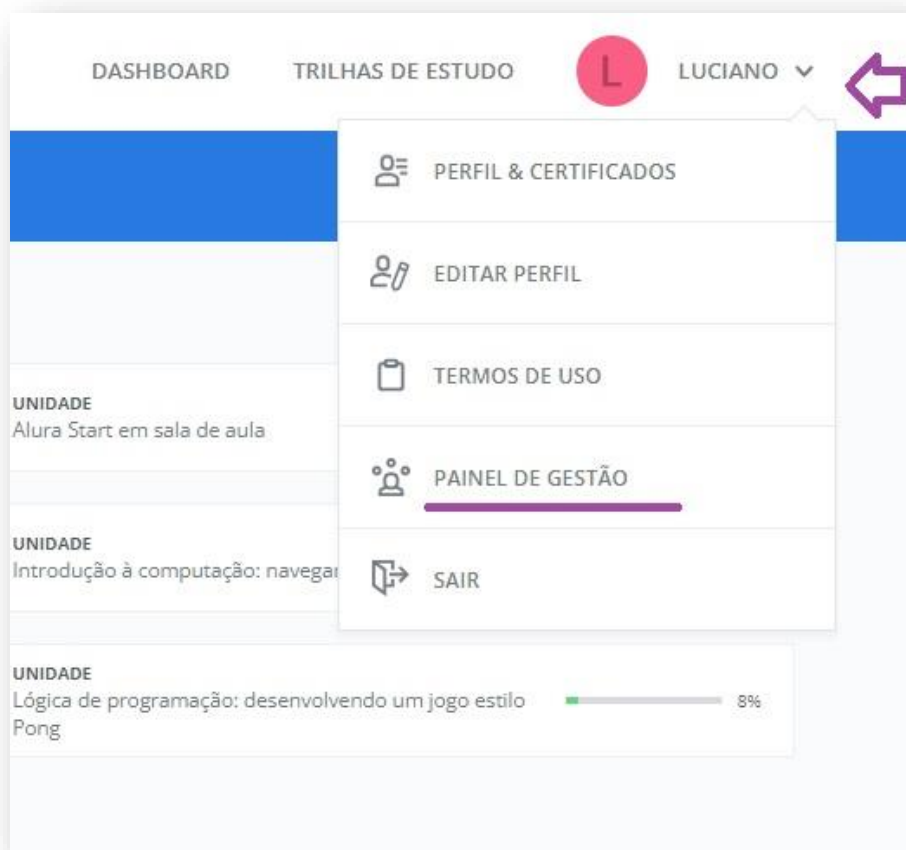 DASHBOARD TRILHAS DE ESTUDO L LUCIANO
PERFIL & CERTIFICADOS
EDITAR PERFIL
TERMOS DE USO
PAINEL DE GESTÃO
SAIR
UNIDADE
Alura Start em sala de aula
UNIDADE
Introdução à computação:
UNIDADE
Lógica de programação: desenvolvendo um jogo estilo
Pong
8%